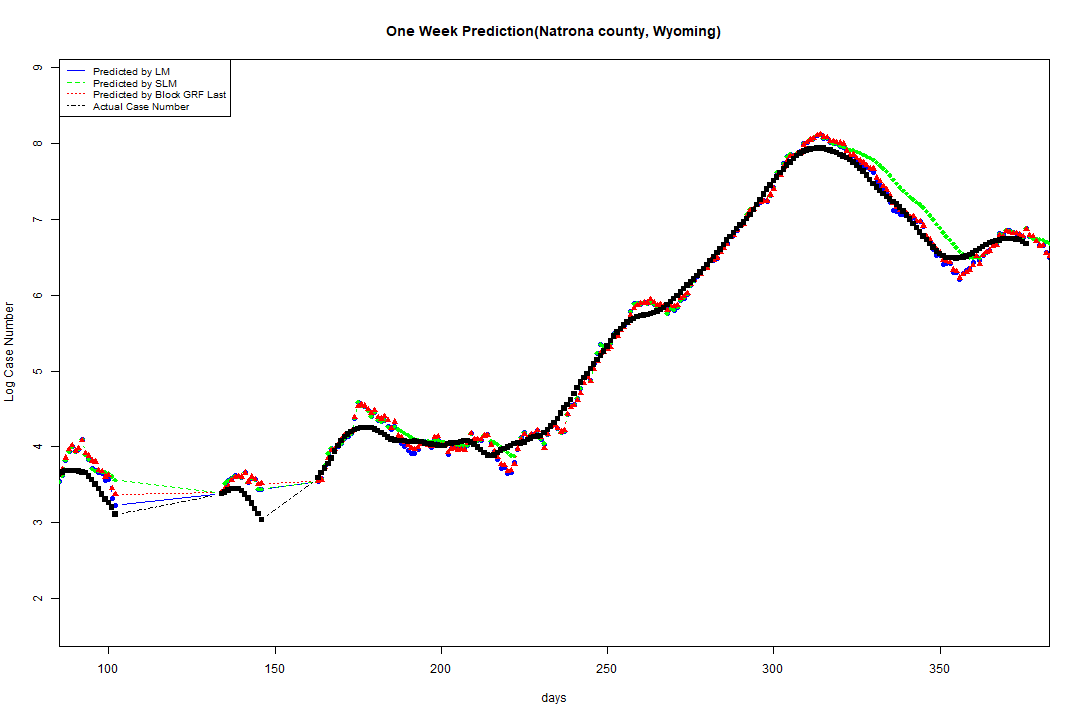 One Week Prediction(Natrona county, Wyoming)
Predicted by LM
Predicted by SLM
Predicted by Block GRF Last
Actual Case Number
9
8
7
6
5
4
3
2
Log Case Number
100 150 200 250 300 350
days